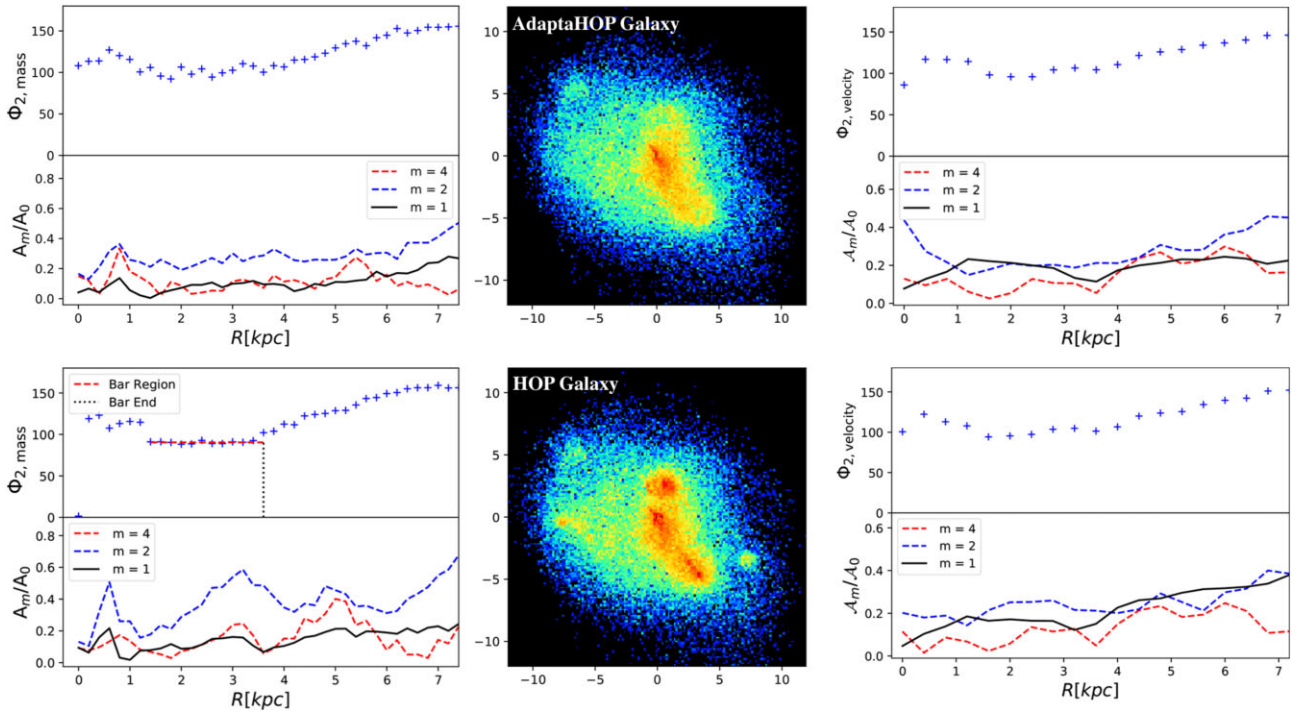 AdaptaHOP Galaxy
Φ2, mass
150
100
50
0
Am/A0
0.8
0.6
0.4
0.2
0.0
m = 4
m = 2
m = 1
0 1 2 3 4 5 6 7
R[kpc]
10
5
0
−5
−10
−10 −5 0 5 10
Φ2, velocity
150
100
50
0
𝒜m/𝒜0
0.6
0.4
0.2
0.0
m = 4
m = 2
m = 1
0 1 2 3 4 5 6 7
R[kpc]
HOP Galaxy
Φ2, mass
150
100
50
0
Bar Region
Bar End
Am/A0
0.8
0.6
0.4
0.2
0.0
m = 4
m = 2
m = 1
0 1 2 3 4 5 6 7
R[kpc]
10
5
0
−5
−10
−10 −5 0 5 10
Φ2, velocity
150
100
50
0
𝒜m/𝒜0
0.6
0.4
0.2
0.0
m = 4
m = 2
m = 1
0 1 2 3 4 5 6 7
R[kpc]